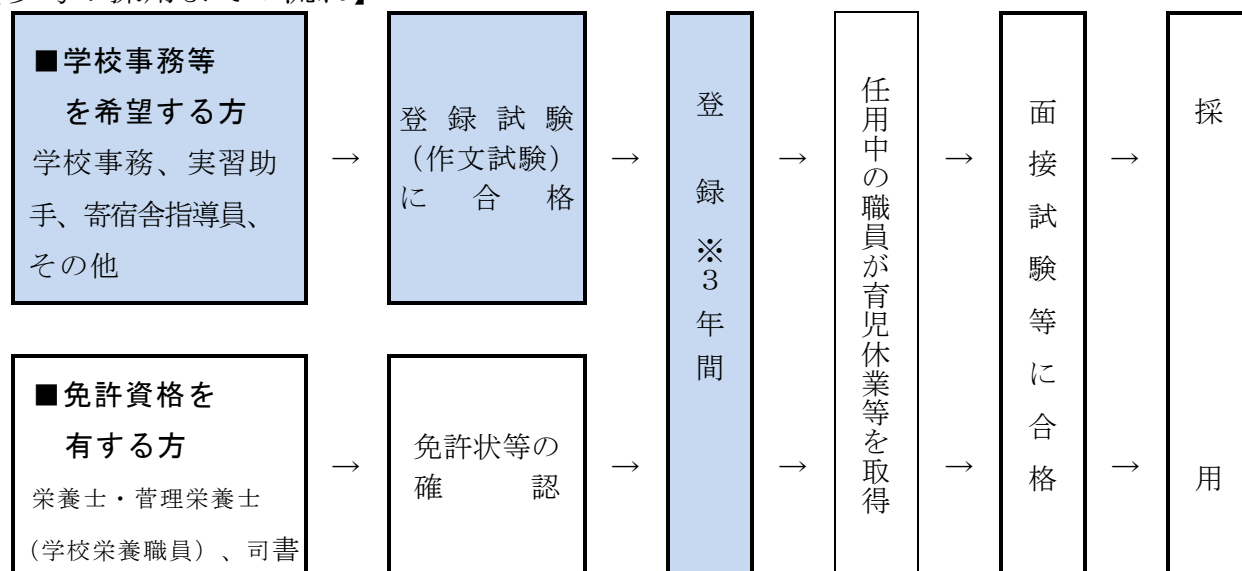 ■学校事務等
を希望する方
学校事務、実習助
手、寄宿舎指導員、
その他
→
登録試験
（作文試験）
に合格
→
登録※３年間
→
任用中の職員が育児休業等を取得
→
面接試験等に合格
→
採用
■免許資格を
有する方
栄養士・菅理栄養士
（学校栄養職員）、司書
→
免許状等の
確認
→
→
→
→